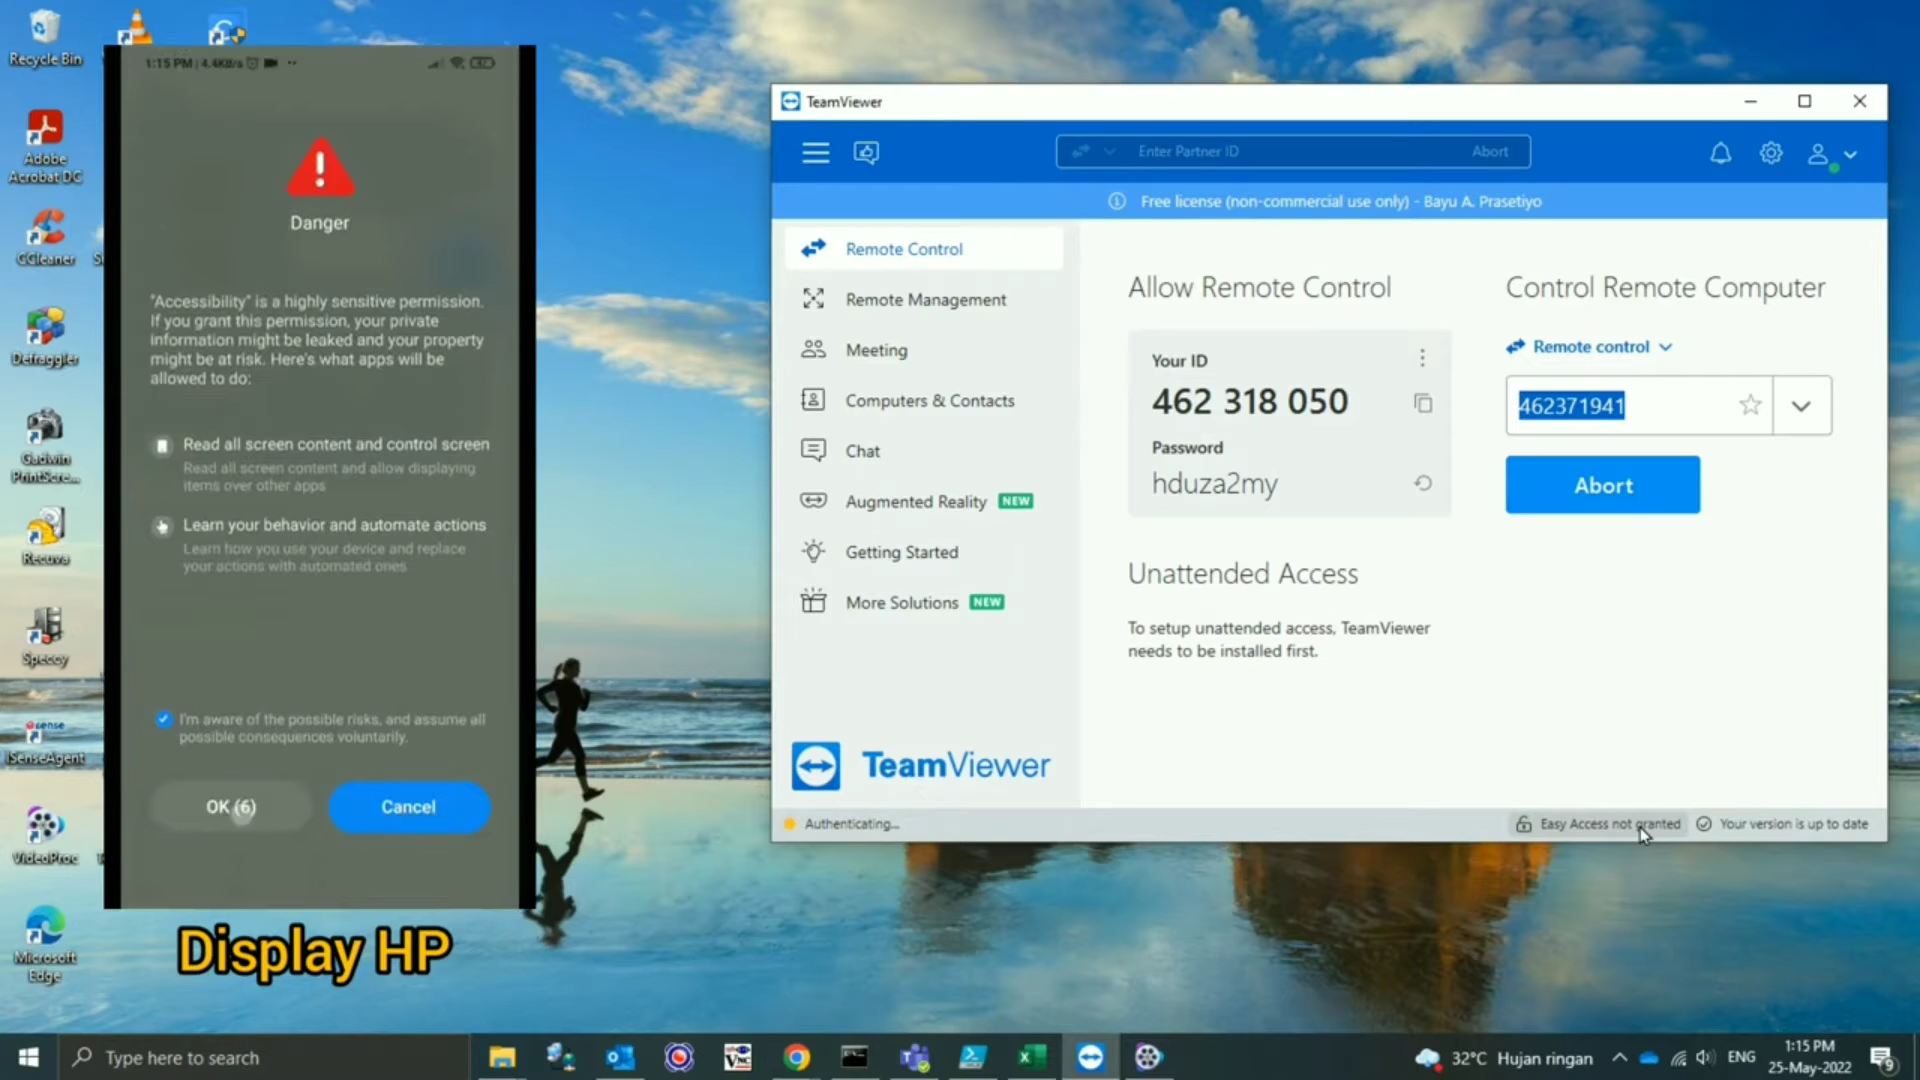 Recycle Bin
Adobe
Acrobat DC
CCleaner
Defraggler
Gadwin
PrintScre...
Recuva
Speccy
iSense
iSenseAgent
VideoProc
Microsoft
Edge
1:15 PM | 4.4KB/s
Danger
"Accessibility" is a highly sensitive permission.
If you grant this permission, your private
information might be leaked and your property
might be at risk. Here's what apps will be
allowed to do:
Read all screen content and control screen
Read all screen content and allow displaying
items over other apps
Learn your behavior and automate actions
Learn how you use your device and replace
your actions with automated ones
I'm aware of the possible risks, and assume all
possible consequences voluntarily.
OK (6)
Cancel
Display HP
TeamViewer
Enter Partner ID
Abort
Free license (non-commercial use only) - Bayu A. Prasetiyo
Remote Control
Remote Management
Meeting
Computers & Contacts
Chat
Augmented Reality NEW
Getting Started
More Solutions NEW
TeamViewer
Allow Remote Control
Your ID
462 318 050
Password
hduza2my
Unattended Access
To setup unattended access, TeamViewer
needs to be installed first.
Control Remote Computer
Remote control
462371941
Abort
Authenticating...
Easy Access not granted
Your version is up to date
Type here to search
32°C Hujan ringan
ENG
1:15 PM
25-May-2022
9